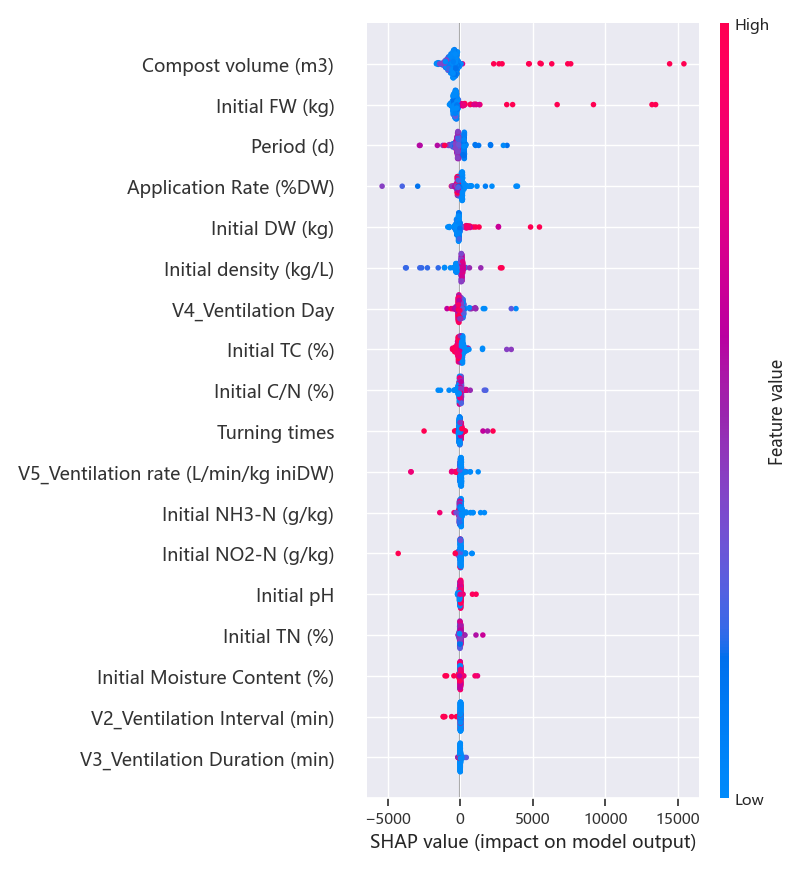 High
Compost volume (m3)
Initial FW (kg)
Period (d)
Application Rate (%DW)
Initial DW (kg)
Initial density (kg/L)
V4_Ventilation Day
Initial TC (%)
Initial C/N (%)
Turning times
V5_Ventilation rate (L/min/kg iniDW)
Initial NH3-N (g/kg)
Initial NO2-N (g/kg)
Initial pH
Initial TN (%)
Initial Moisture Content (%)
V2_Ventilation Interval (min)
V3_Ventilation Duration (min)
Feature value
Low
−5000 0 5000 10000 15000
SHAP value (impact on model output)